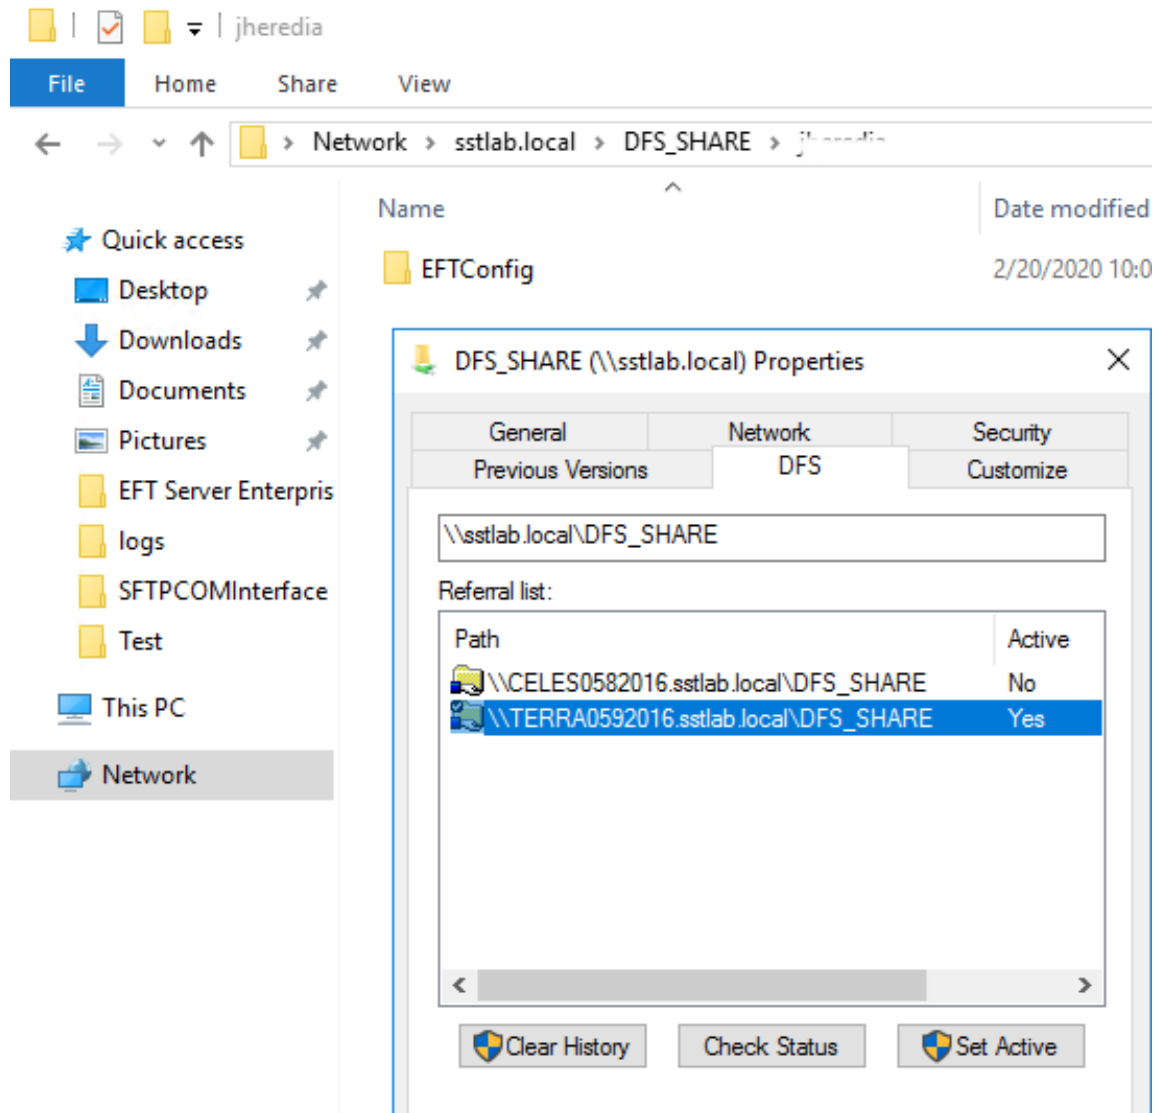 jheredia
File Home Share View
Network > sstlab.local > DFS_SHARE >
Name Date modified
Quick access
EFTConfig 2/20/2020 10:0
Desktop
Downloads
Documents
Pictures
EFT Server Enterpris
logs
SFTPCOMInterface
Test
This PC
Network
DFS_SHARE (\\sstlab.local) Properties
General Network Security
Previous Versions DFS Customize
\\sstlab.local\DFS_SHARE
Referral list:
Path Active
\\CELES0582016.sstlab.local\DFS_SHARE No
\\TERRA0592016.sstlab.local\DFS_SHARE Yes
Clear History Check Status Set Active